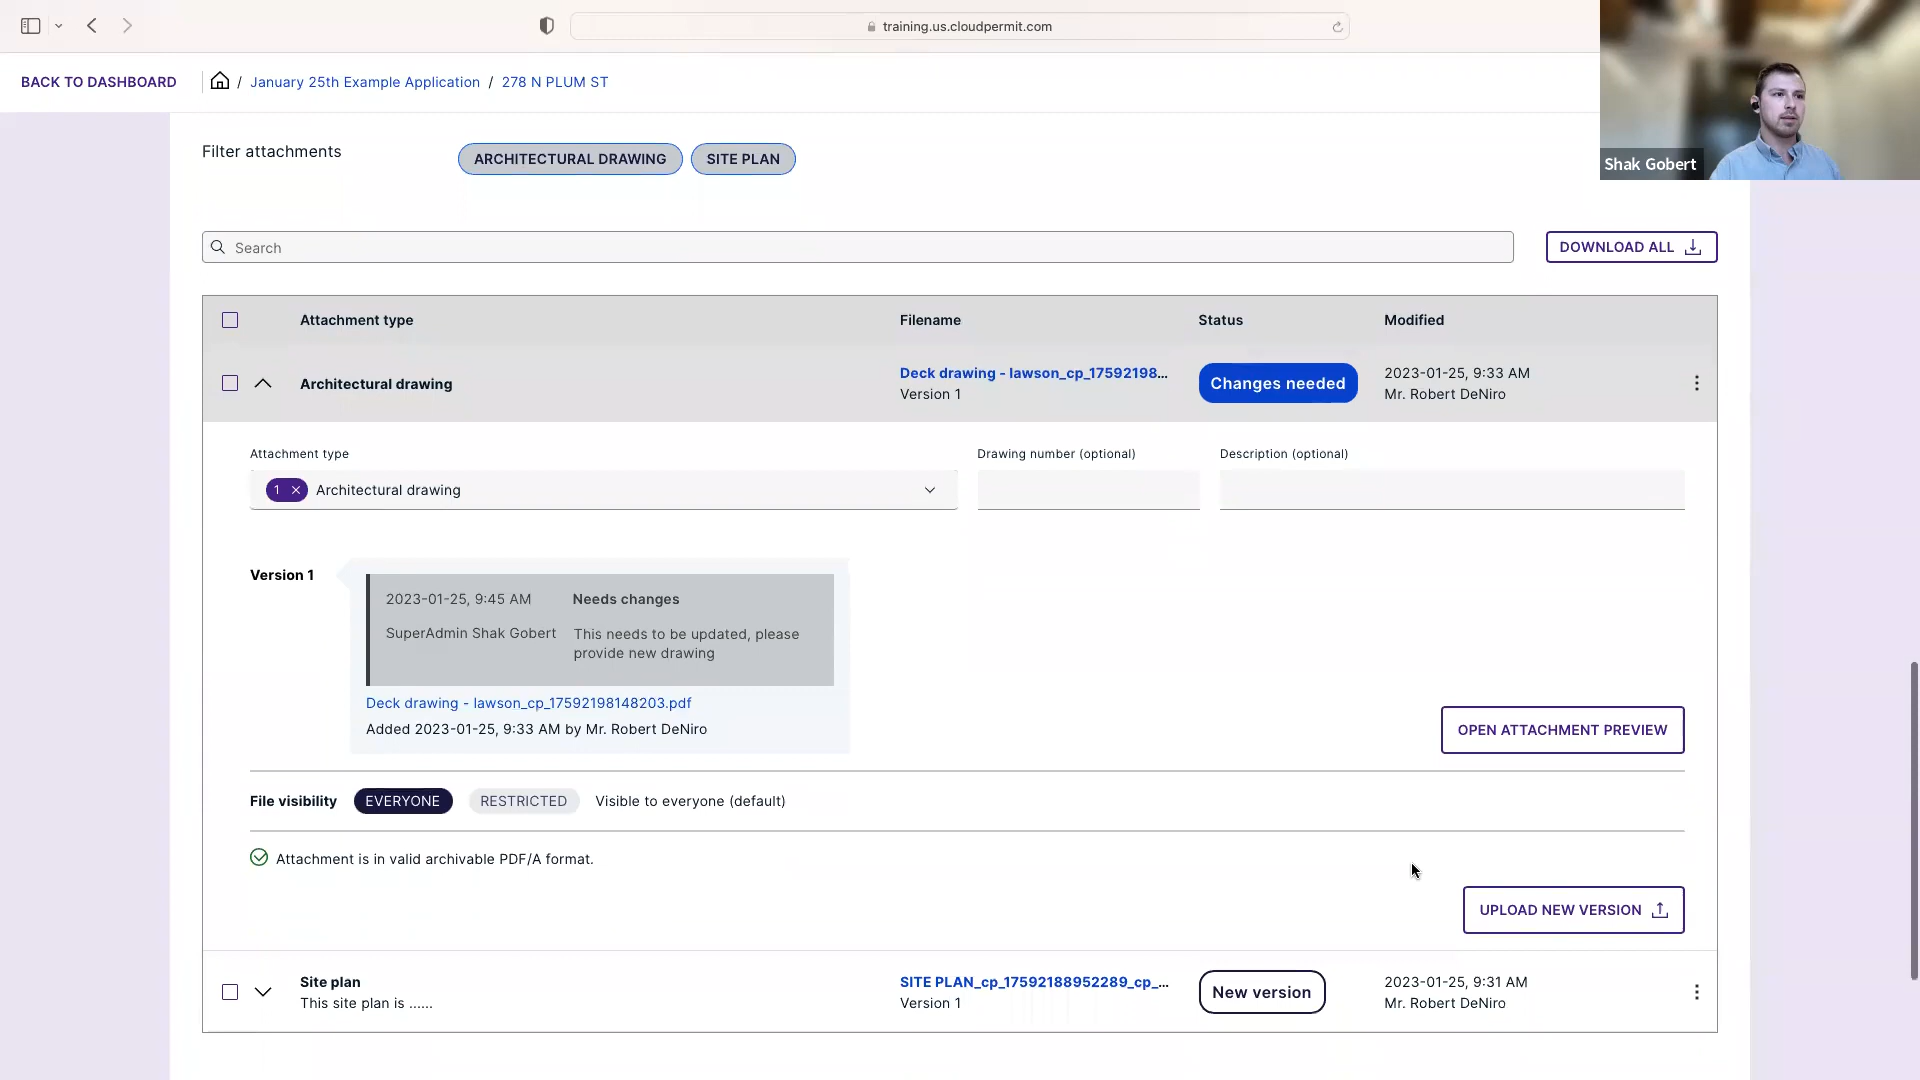 training.us.cloudpermit.com
BACK TO DASHBOARD / January 25th Example Application / 278 N PLUM ST
Shak Gobert
Filter attachments ARCHITECTURAL DRAWING SITE PLAN
Search DOWNLOAD ALL
Attachment type Filename Status Modified
Architectural drawing Deck drawing - lawson_cp_17592198... Changes needed 2023-01-25, 9:33 AM
Version 1 Mr. Robert DeNiro
Attachment type Drawing number (optional) Description (optional)
1 × Architectural drawing
Version 1
2023-01-25, 9:45 AM Needs changes
SuperAdmin Shak Gobert This needs to be updated, please
provide new drawing
Deck drawing - lawson_cp_17592198148203.pdf
Added 2023-01-25, 9:33 AM by Mr. Robert DeNiro
OPEN ATTACHMENT PREVIEW
File visibility EVERYONE RESTRICTED Visible to everyone (default)
Attachment is in valid archivable PDF/A format.
UPLOAD NEW VERSION
Site plan SITE PLAN_cp_17592188952289_cp_... New version 2023-01-25, 9:31 AM
This site plan is ...... Version 1 Mr. Robert DeNiro